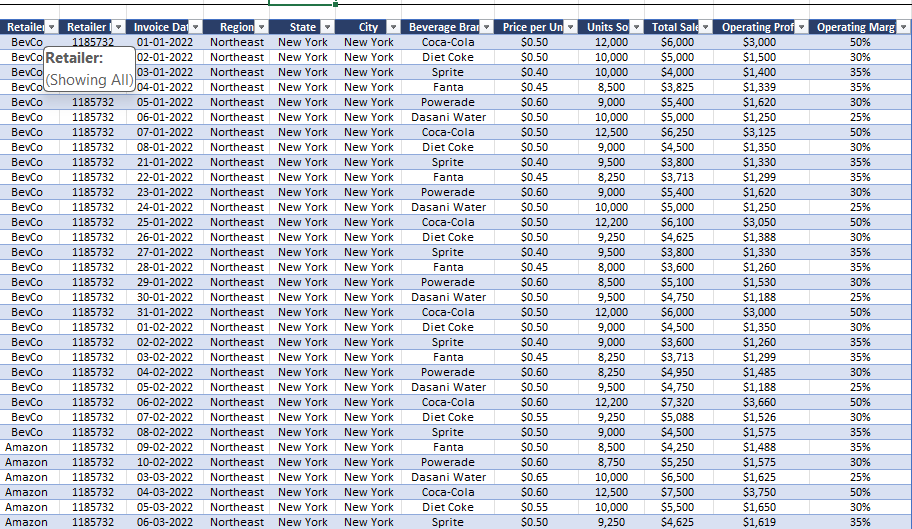 Retailer Retailer I Invoice Dat Region State City Beverage Bran Price per Un Units So Total Sale Operating Prof Operating Marg
BevCo 1185732 01-01-2022 Northeast New York New York Coca-Cola $0.50 12,000 $6,000 $3,000 50%
BevCo 02-01-2022 Northeast New York New York Diet Coke $0.50 10,000 $5,000 $1,500 30%
Retailer:
BevCo 03-01-2022 Northeast New York New York Sprite $0.40 10,000 $4,000 $1,400 35%
(Showing All)
BevCo 04-01-2022 Northeast New York New York Fanta $0.45 8,500 $3,825 $1,339 35%
BevCo 1185732 05-01-2022 Northeast New York New York Powerade $0.60 9,000 $5,400 $1,620 30%
BevCo 1185732 06-01-2022 Northeast New York New York Dasani Water $0.50 10,000 $5,000 $1,250 25%
BevCo 1185732 07-01-2022 Northeast New York New York Coca-Cola $0.50 12,500 $6,250 $3,125 50%
BevCo 1185732 08-01-2022 Northeast New York New York Diet Coke $0.50 9,000 $4,500 $1,350 30%
BevCo 1185732 21-01-2022 Northeast New York New York Sprite $0.40 9,500 $3,800 $1,330 35%
BevCo 1185732 22-01-2022 Northeast New York New York Fanta $0.45 8,250 $3,713 $1,299 35%
BevCo 1185732 23-01-2022 Northeast New York New York Powerade $0.60 9,000 $5,400 $1,620 30%
BevCo 1185732 24-01-2022 Northeast New York New York Dasani Water $0.50 10,000 $5,000 $1,250 25%
BevCo 1185732 25-01-2022 Northeast New York New York Coca-Cola $0.50 12,200 $6,100 $3,050 50%
BevCo 1185732 26-01-2022 Northeast New York New York Diet Coke $0.50 9,250 $4,625 $1,388 30%
BevCo 1185732 27-01-2022 Northeast New York New York Sprite $0.40 9,500 $3,800 $1,330 35%
BevCo 1185732 28-01-2022 Northeast New York New York Fanta $0.45 8,000 $3,600 $1,260 35%
BevCo 1185732 29-01-2022 Northeast New York New York Powerade $0.60 8,500 $5,100 $1,530 30%
BevCo 1185732 30-01-2022 Northeast New York New York Dasani Water $0.50 9,500 $4,750 $1,188 25%
BevCo 1185732 31-01-2022 Northeast New York New York Coca-Cola $0.50 12,000 $6,000 $3,000 50%
BevCo 1185732 01-02-2022 Northeast New York New York Diet Coke $0.50 9,000 $4,500 $1,350 30%
BevCo 1185732 02-02-2022 Northeast New York New York Sprite $0.40 9,000 $3,600 $1,260 35%
BevCo 1185732 03-02-2022 Northeast New York New York Fanta $0.45 8,250 $3,713 $1,299 35%
BevCo 1185732 04-02-2022 Northeast New York New York Powerade $0.60 8,250 $4,950 $1,485 30%
BevCo 1185732 05-02-2022 Northeast New York New York Dasani Water $0.50 9,500 $4,750 $1,188 25%
BevCo 1185732 06-02-2022 Northeast New York New York Coca-Cola $0.60 12,200 $7,320 $3,660 50%
BevCo 1185732 07-02-2022 Northeast New York New York Diet Coke $0.55 9,250 $5,088 $1,526 30%
BevCo 1185732 08-02-2022 Northeast New York New York Sprite $0.50 9,000 $4,500 $1,575 35%
Amazon 1185732 09-02-2022 Northeast New York New York Fanta $0.50 8,500 $4,250 $1,488 35%
Amazon 1185732 10-02-2022 Northeast New York New York Powerade $0.60 8,750 $5,250 $1,575 30%
Amazon 1185732 03-03-2022 Northeast New York New York Dasani Water $0.65 10,000 $6,500 $1,625 25%
Amazon 1185732 04-03-2022 Northeast New York New York Coca-Cola $0.60 12,500 $7,500 $3,750 50%
Amazon 1185732 05-03-2022 Northeast New York New York Diet Coke $0.55 10,000 $5,500 $1,650 30%
Amazon 1185732 06-03-2022 Northeast New York New York Sprite $0.50 9,250 $4,625 $1,619 35%